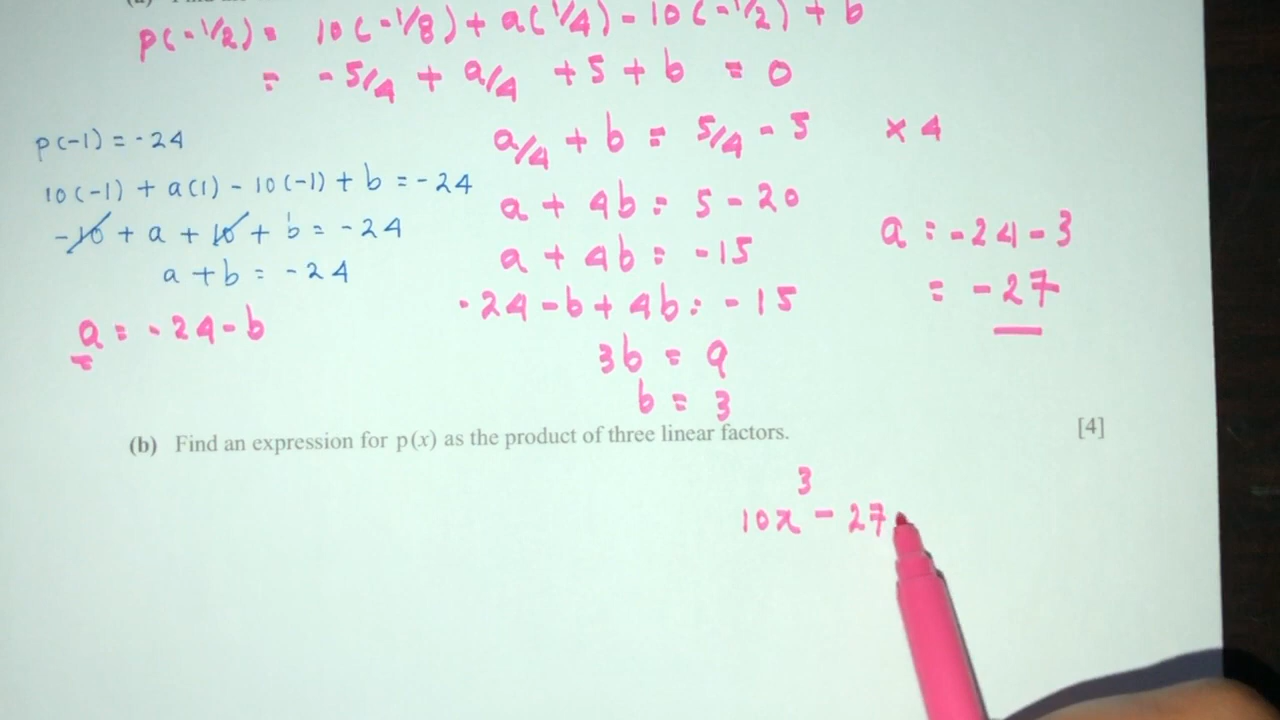 p(-1/2) = 10(-1/8) + a(1/4) - 10(-1/2) + b
= -5/4 + a/4 + 5 + b = 0
p(-1) = -24
10(-1) + a(1) - 10(-1) + b = -24
-10 + a + 10 + b = -24
a + b = -24
a = -24 - b
a/4 + b = 5/4 - 5 × 4
a + 4b = 5 - 20
a + 4b = -15
-24 - b + 4b = -15
3b = 9
b = 3
a = -24 - 3
= -27
(b) Find an expression for p(x) as the product of three linear factors. [4]
10x³ - 27